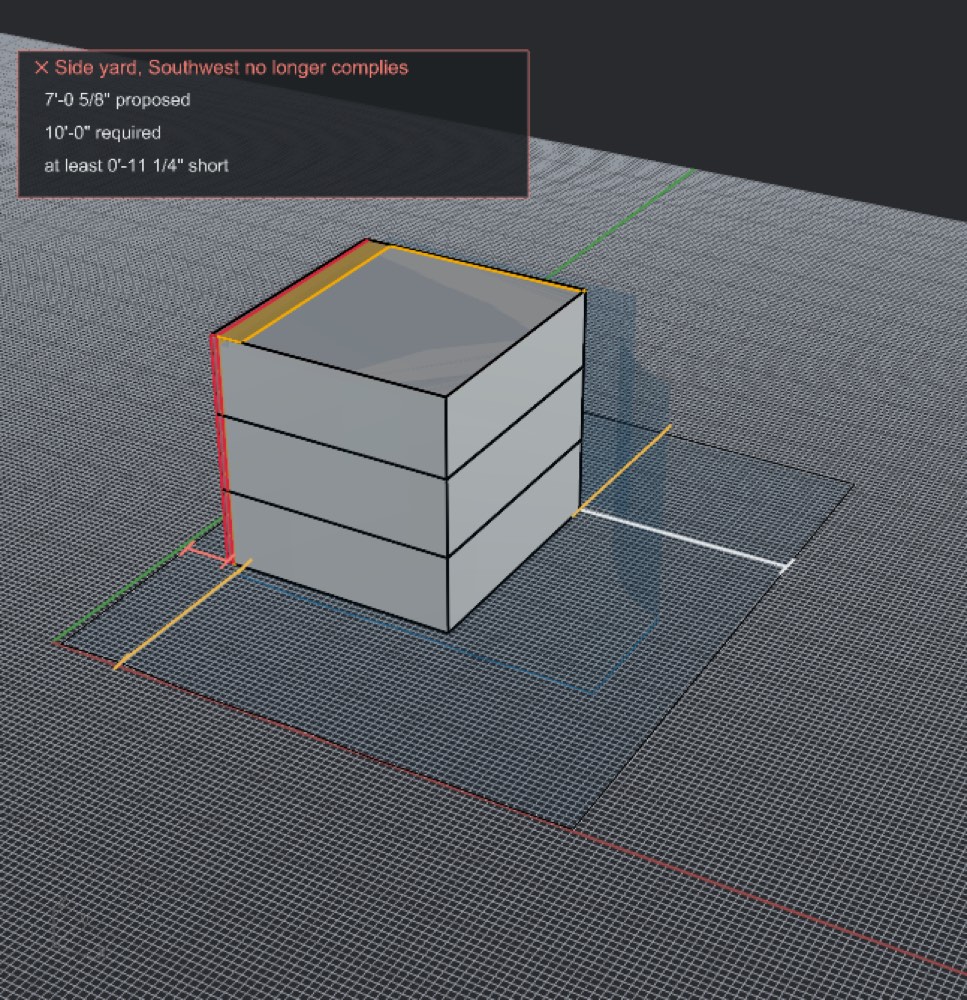 × Side yard, Southwest no longer complies
7'-0 5/8" proposed
10'-0" required
at least 0'-11 1/4" short